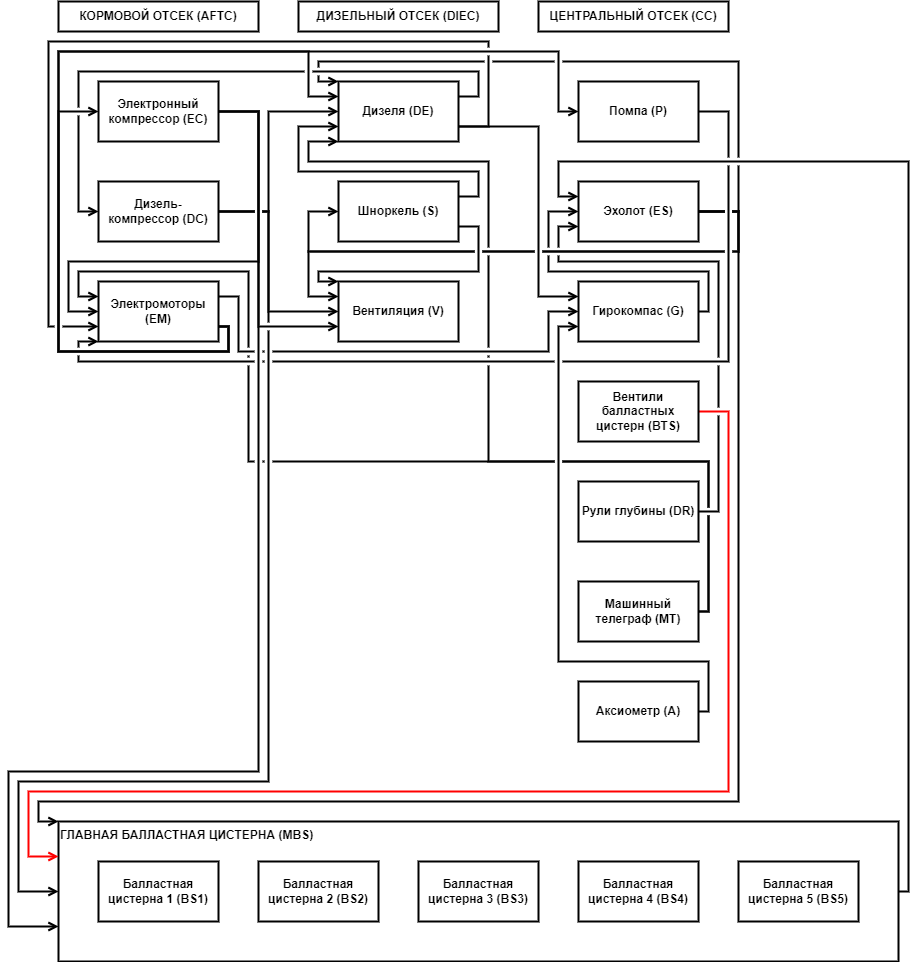 КОРМОВОЙ ОТСЕК (AFTC)
ДИЗЕЛЬНЫЙ ОТСЕК (DIEC)
ЦЕНТРАЛЬНЫЙ ОТСЕК (CC)
Электронный
компрессор (EC)
Дизеля (DE)
Помпа (P)
Дизель-
компрессор (DC)
Шноркель (S)
Эхолот (ES)
Электромоторы
(EM)
Вентиляция (V)
Гирокомпас (G)
Вентили
балластных
цистерн (BTS)
Рули глубины (DR)
Машинный
телеграф (MT)
Аксиометр (A)
ГЛАВНАЯ БАЛЛАСТНАЯ ЦИСТЕРНА (MBS)
Балластная
цистерна 1 (BS1)
Балластная
цистерна 2 (BS2)
Балластная
цистерна 3 (BS3)
Балластная
цистерна 4 (BS4)
Балластная
цистерна 5 (BS5)